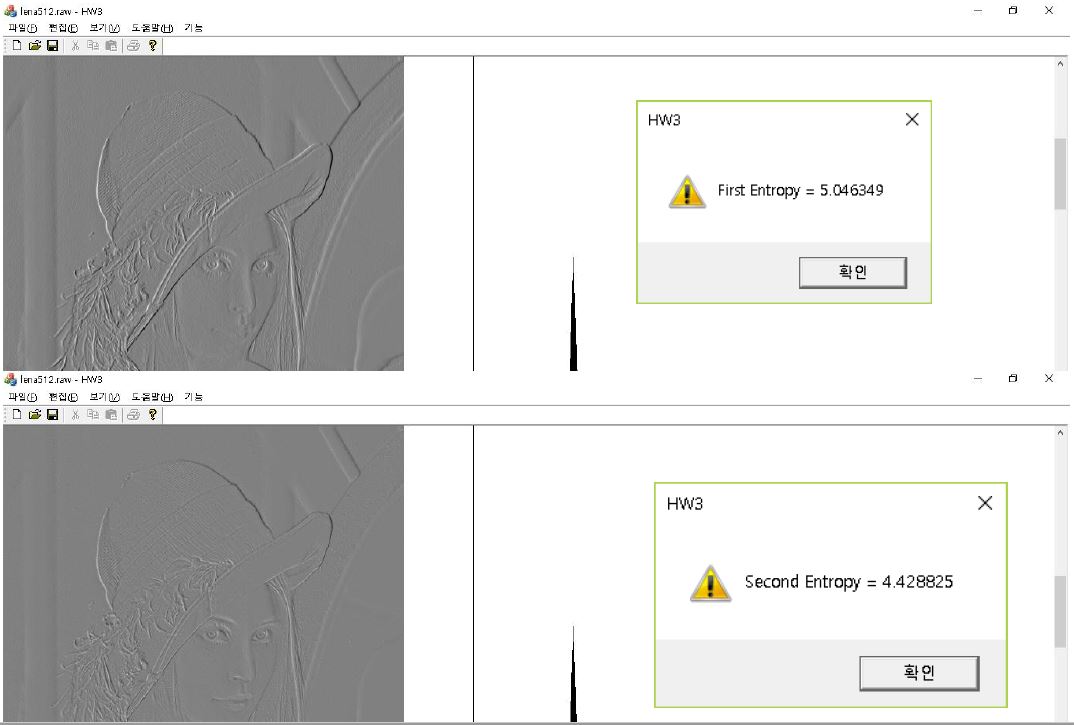 lena512.raw - HW3
파일(F) 편집(E) 보기(V) 도움말(H) 기능
HW3
First Entropy = 5.046349
확인
lena512.raw - HW3
파일(F) 편집(E) 보기(V) 도움말(H) 기능
HW3
Second Entropy = 4.428825
확인